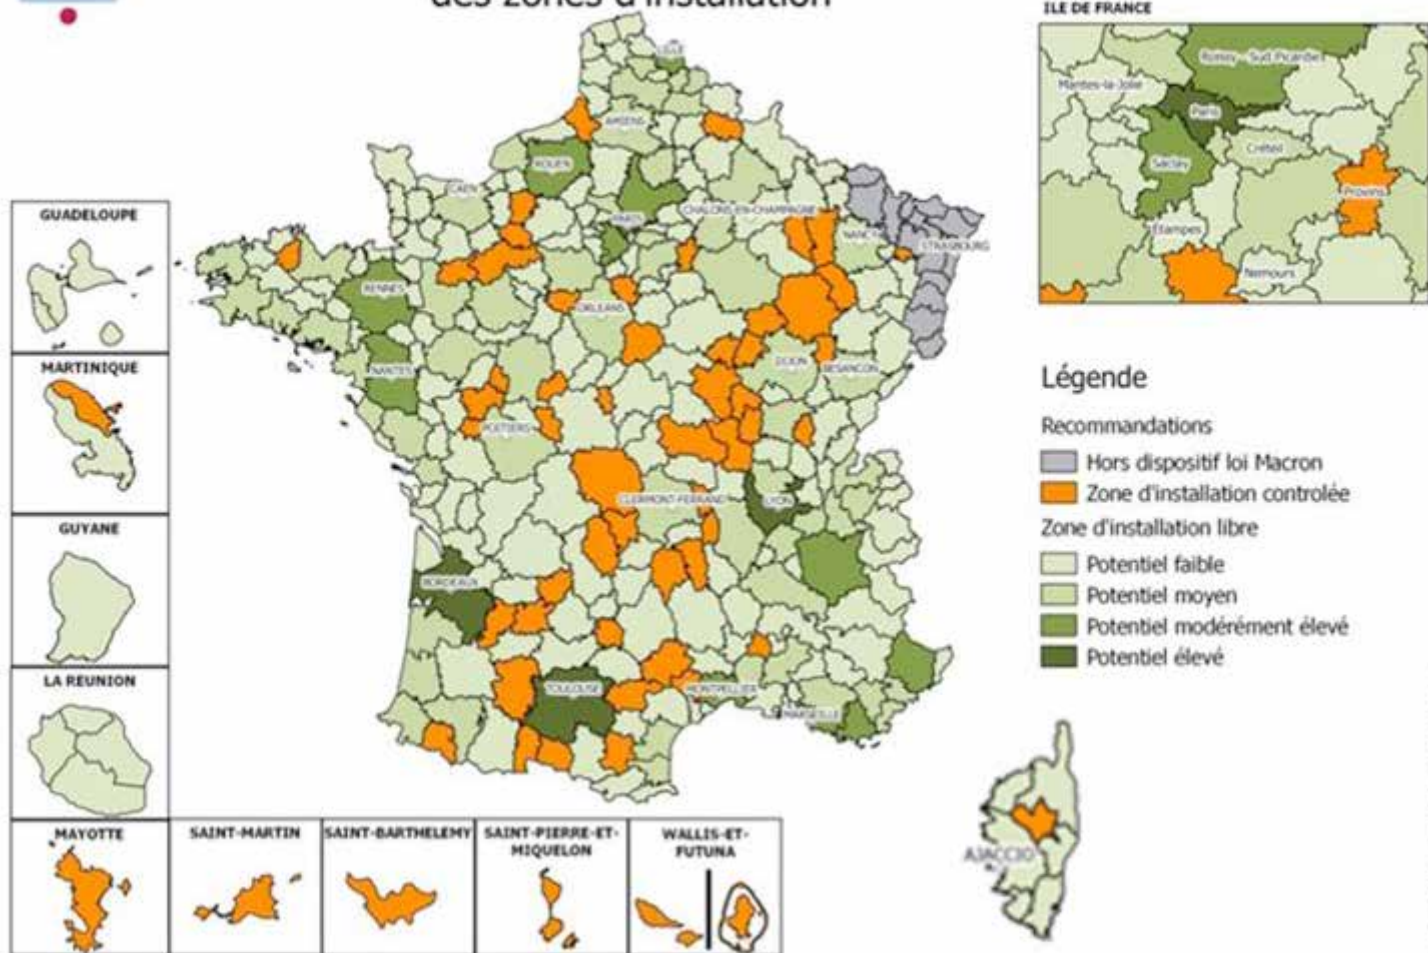 des zones d'installation
ILE DE FRANCE
LILLE
AMIENS
ROUEN
CAEN
PARIS
CHALONS-EN-CHAMPAGNE
NANCY
STRASBOURG
RENNES
ORLEANS
NANTES
DIJON
BESANCON
POITIERS
CLERMONT-FERRAND
LYON
BORDEAUX
TOULOUSE
MONTPELLIER
MARSEILLE
AJACCIO
Roissy - Sud Picardie
Mantes-la-Jolie
Paris
Saclay
Créteil
Provins
Etampes
Nemours
GUADELOUPE
MARTINIQUE
GUYANE
LA REUNION
MAYOTTE
SAINT-MARTIN
SAINT-BARTHELEMY
SAINT-PIERRE-ET-
MIQUELON
WALLIS-ET-
FUTUNA
Légende
Recommandations
Hors dispositif loi Macron
Zone d'installation controlée
Zone d'installation libre
Potentiel faible
Potentiel moyen
Potentiel modérément élevé
Potentiel élevé